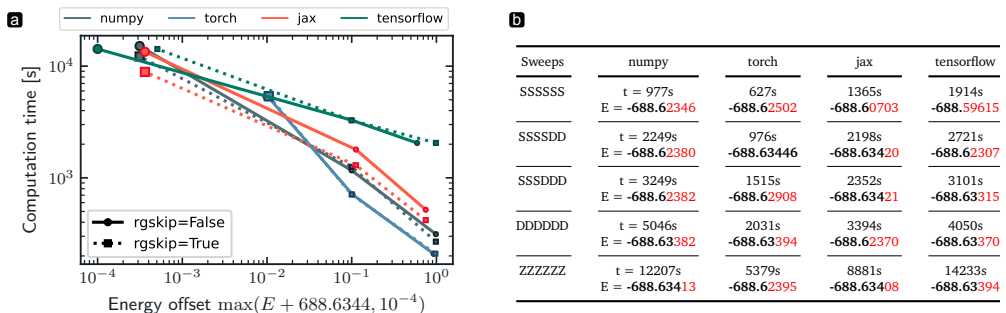 a
numpy torch jax tensorflow
Computation time [s]
10^4
10^3
rgskip=False
rgskip=True
10^−4 10^−3 10^−2 10^−1 10^0
Energy offset max(E + 688.6344, 10^−4)
b
Sweeps numpy torch jax tensorflow
SSSSSS t = 977s 627s 1365s 1914s
E = -688.62346 -688.62502 -688.60703 -688.59615
SSSSDD t = 2249s 976s 2198s 2721s
E = -688.62380 -688.63446 -688.63420 -688.62307
SSSDDD t = 3249s 1515s 2352s 3101s
E = -688.62382 -688.62908 -688.63421 -688.63315
DDDDDD t = 5046s 2031s 3394s 4050s
E = -688.63382 -688.63394 -688.62370 -688.63370
ZZZZZZ t = 12207s 5379s 8881s 14233s
E = -688.63413 -688.62395 -688.63408 -688.63394